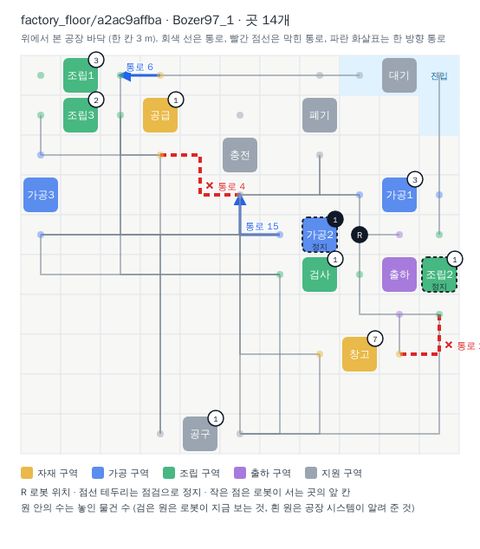 factory_floor/a2ac9affba · Bozer97_1 · 곳 14개
위에서 본 공장 바닥 (한 칸 3 m). 회색 선은 통로, 빨간 점선은 막힌 통로, 파란 화살표는 한 방향 통로
3
조립1
통로 6
대기
진입
2
조립3
1
공급
폐기
충전
✕ 통로 4
가공3
3
가공1
통로 15
1
가공2
정지
R
1
검사
출하
1
조립2
정지
7
창고
✕ 통로
1
공구
자재 구역
가공 구역
조립 구역
출하 구역
지원 구역
R 로봇 위치 · 점선 테두리는 점검으로 정지 · 작은 점은 로봇이 서는 곳의 앞 칸
원 안의 수는 놓인 물건 수 (검은 원은 로봇이 지금 보는 것, 흰 원은 공장 시스템이 알려 준 것)